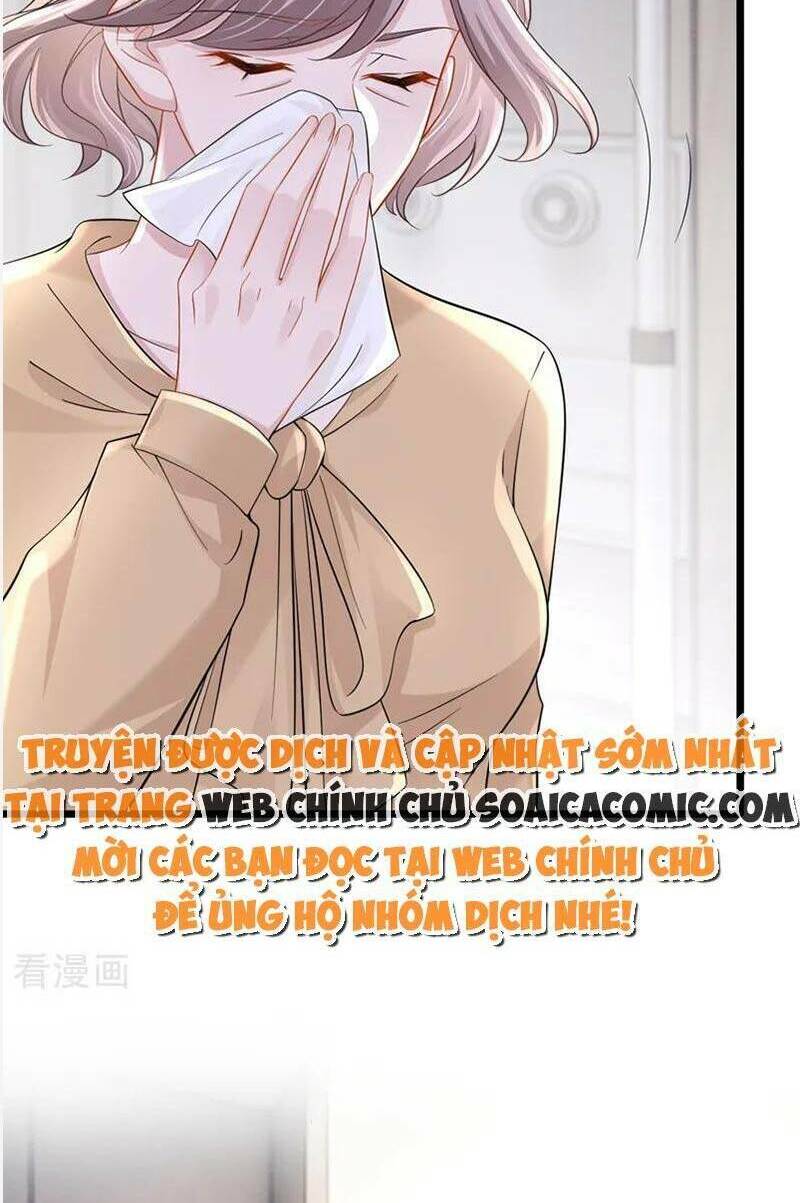 TRUYỆN ĐƯỢC DỊCH VÀ CẬP NHẬT SỚM NHẤT
TẠI TRANG WEB CHÍNH CHỦ SOAICACOMIC.COM
MỜI CÁC BẠN ĐỌC TẠI WEB CHÍNH CHỦ
ĐỂ ỦNG HỘ NHÓM DỊCH NHÉ!
看漫画